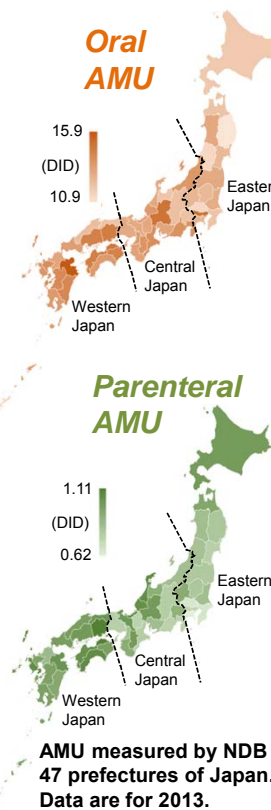 Oral
AMU
15.9
(DID)
10.9
Eastern
Japan
Central
Japan
Western
Japan
Parenteral
AMU
1.11
(DID)
0.62
Eastern
Japan
Central
Japan
Western
Japan
AMU measured by NDB
47 prefectures of Japan.
Data are for 2013.